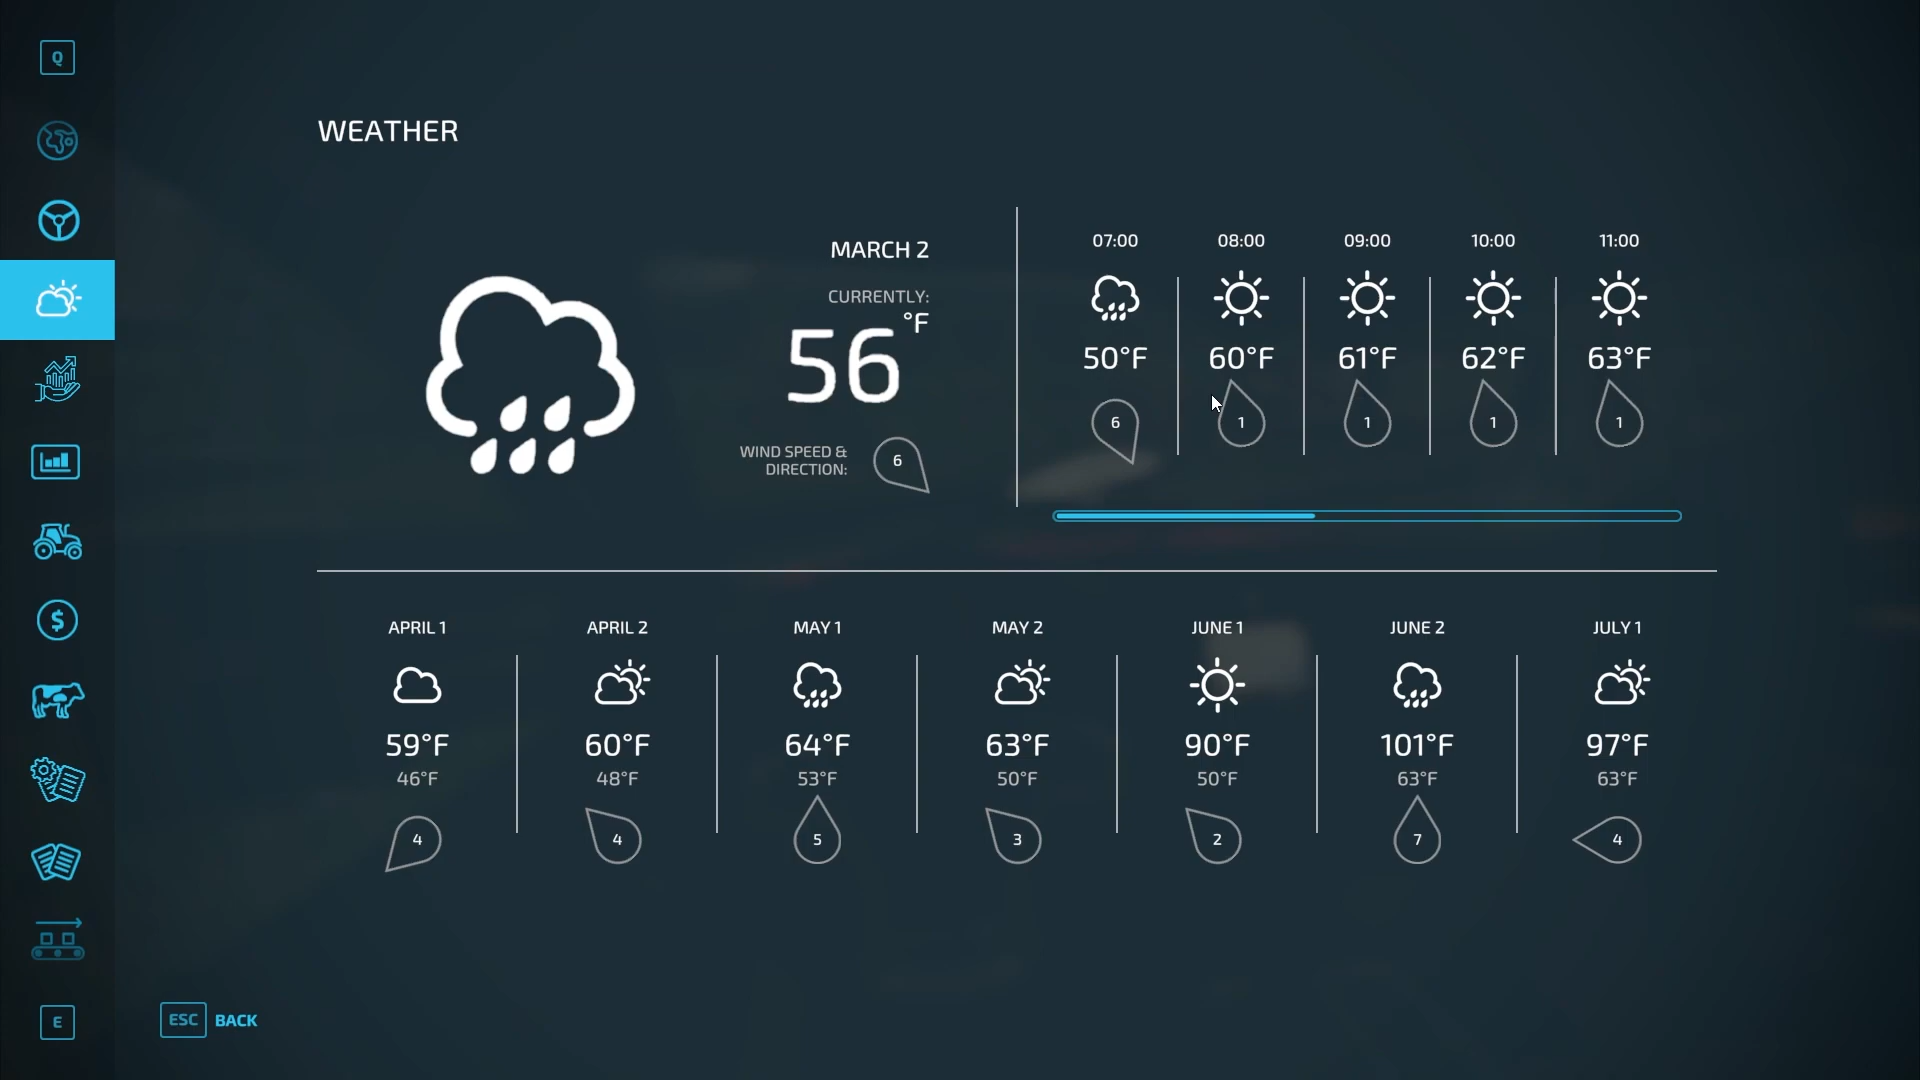 Q
WEATHER
MARCH 2
CURRENTLY:
56 °F
WIND SPEED &
DIRECTION:
6
07:00 08:00 09:00 10:00 11:00
50°F 60°F 61°F 62°F 63°F
6 1 1 1 1
APRIL 1 APRIL 2 MAY 1 MAY 2 JUNE 1 JUNE 2 JULY 1
59°F 60°F 64°F 63°F 90°F 101°F 97°F
46°F 48°F 53°F 50°F 50°F 63°F 63°F
4 4 5 3 2 7 4
$
E
ESC BACK